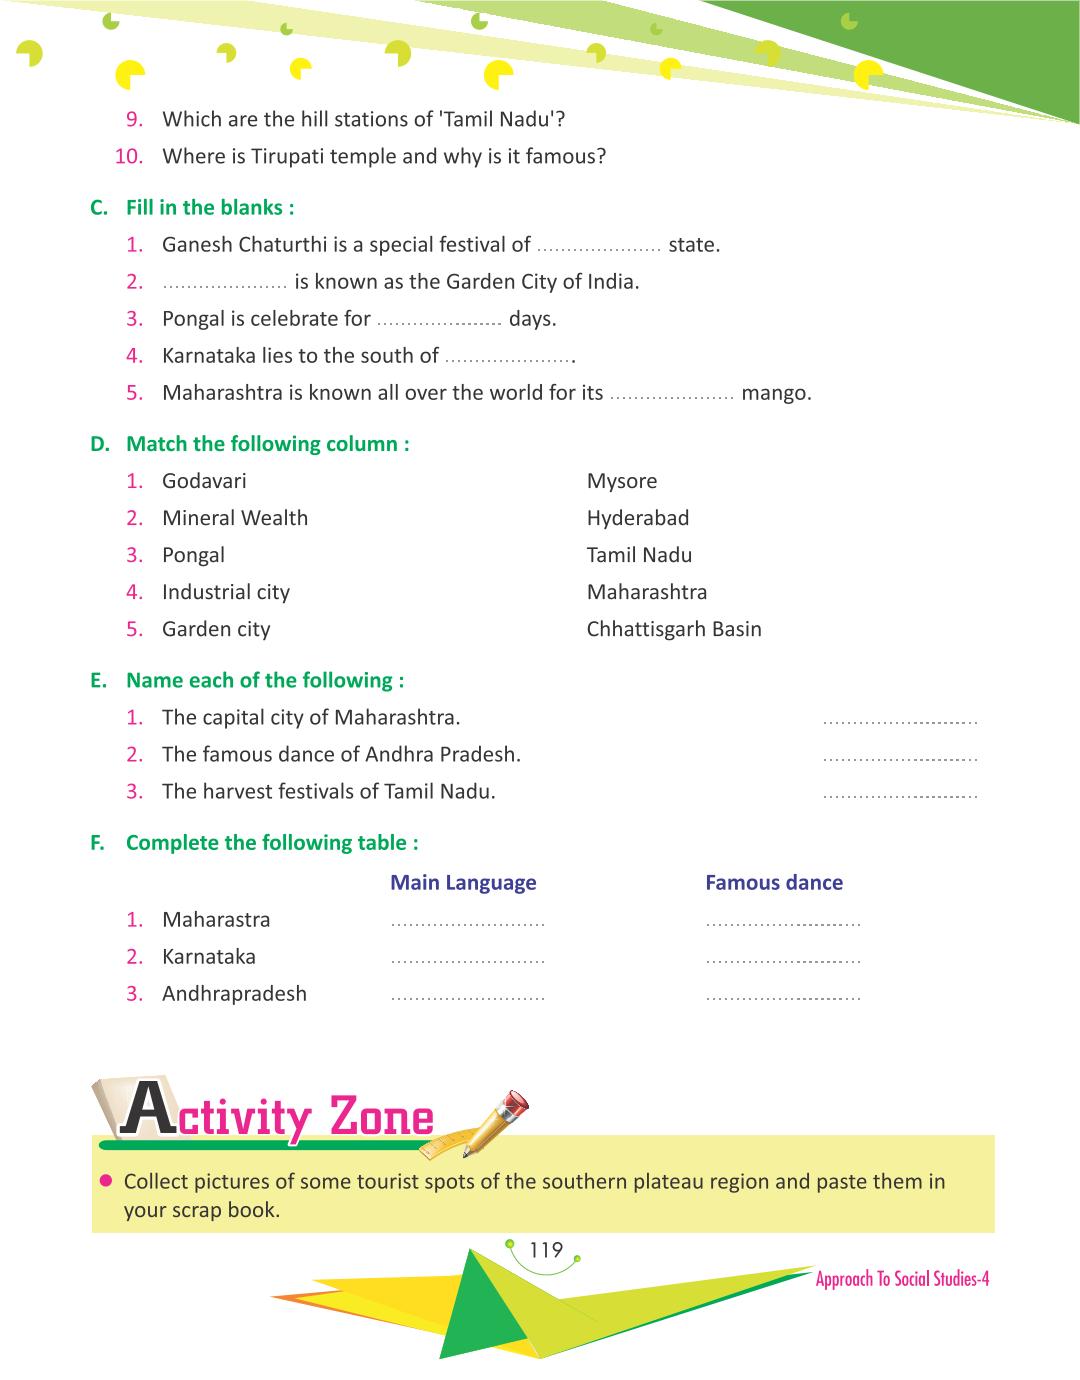 9. Which are the hill stations of 'Tamil Nadu'?
10. Where is Tirupati temple and why is it famous?
C. Fill in the blanks :
1. Ganesh Chaturthi is a special festival of ..................... state.
2. ..................... is known as the Garden City of India.
3. Pongal is celebrate for ..................... days.
4. Karnataka lies to the south of ......................
5. Maharashtra is known all over the world for its ..................... mango.
D. Match the following column :
1. Godavari Mysore
2. Mineral Wealth Hyderabad
3. Pongal Tamil Nadu
4. Industrial city Maharashtra
5. Garden city Chhattisgarh Basin
E. Name each of the following :
1. The capital city of Maharashtra. ..........................
2. The famous dance of Andhra Pradesh. ..........................
3. The harvest festivals of Tamil Nadu. ..........................
F. Complete the following table :
Main Language Famous dance
1. Maharastra .......................... ..........................
2. Karnataka .......................... ..........................
3. Andhrapradesh .......................... ..........................
Activity Zone
● Collect pictures of some tourist spots of the southern plateau region and paste them in
your scrap book.
119
Approach To Social Studies-4